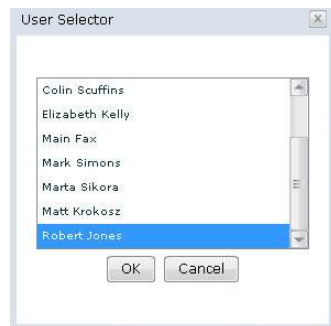 User Selector
Colin Scuffins
Elizabeth Kelly
Main Fax
Mark Simons
Marta Sikora
Matt Krokosz
Robert Jones
OK Cancel